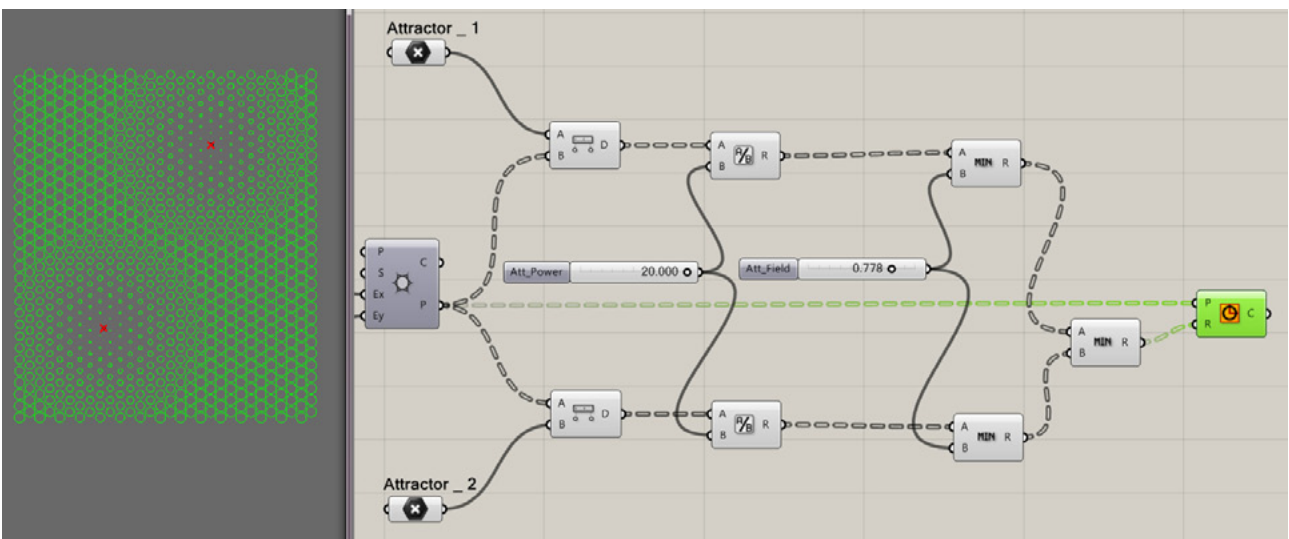 Attractor _ 1
A
B
D
A
B
A/B
R
A
B
MIN
R
P
S
Ex
Ey
C
P
Att_Power
20.000
Att_Field
0.778
P
R
C
A
B
MIN
R
A
B
D
A
B
A/B
R
A
B
MIN
R
Attractor _ 2